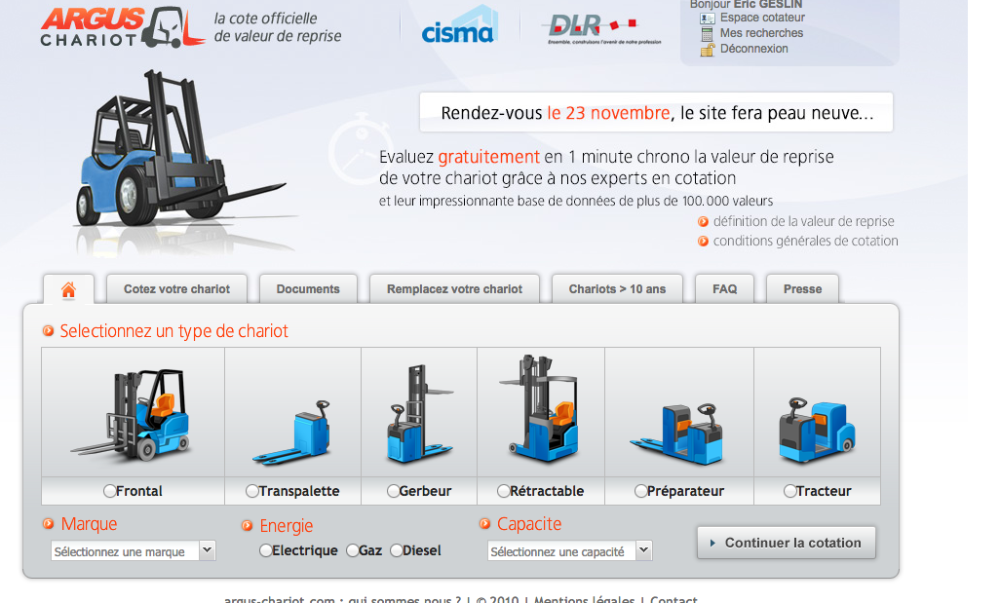 ARGUS
CHARIOT
la cote officielle
de valeur de reprise
cisma
DLR
Ensemble, construisons l'avenir de notre profession
Bonjour Eric GESLIN
Espace cotateur
Mes recherches
Déconnexion
Rendez-vous le 23 novembre, le site fera peau neuve...
Evaluez gratuitement en 1 minute chrono la valeur de reprise
de votre chariot grâce à nos experts en cotation
et leur impressionnante base de données de plus de 100.000 valeurs
définition de la valeur de reprise
conditions générales de cotation
Cotez votre chariot
Documents
Remplacez votre chariot
Chariots > 10 ans
FAQ
Presse
Selectionnez un type de chariot
Frontal
Transpalette
Gerbeur
Rétractable
Préparateur
Tracteur
Marque
Energie
Capacite
Sélectionnez une marque
Electrique
Gaz
Diesel
Sélectionnez une capacité
Continuer la cotation
argus-chariot.com : qui sommes nous ? | © 2010 | Mentions légales | Contact